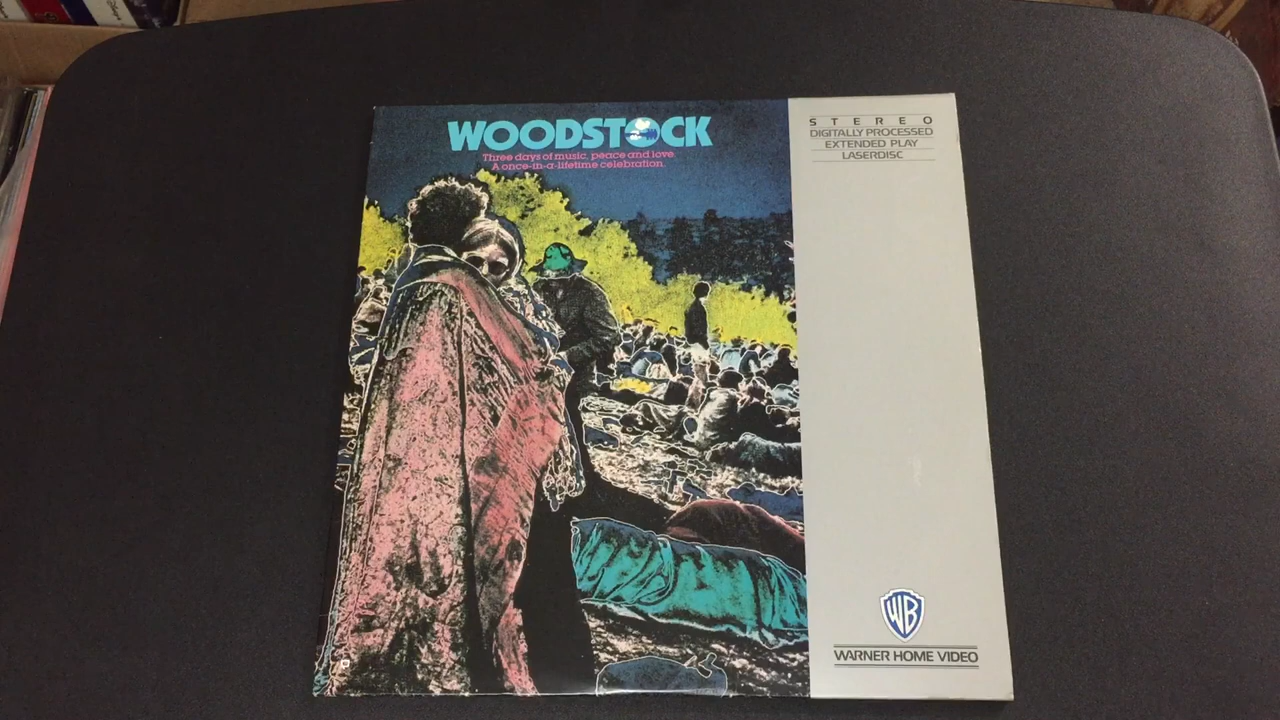 WOODSTOCK
Three days of music, peace and love.
A once-in-a-lifetime celebration.
STEREO
DIGITALLY PROCESSED
EXTENDED PLAY
LASERDISC
WB
WARNER HOME VIDEO